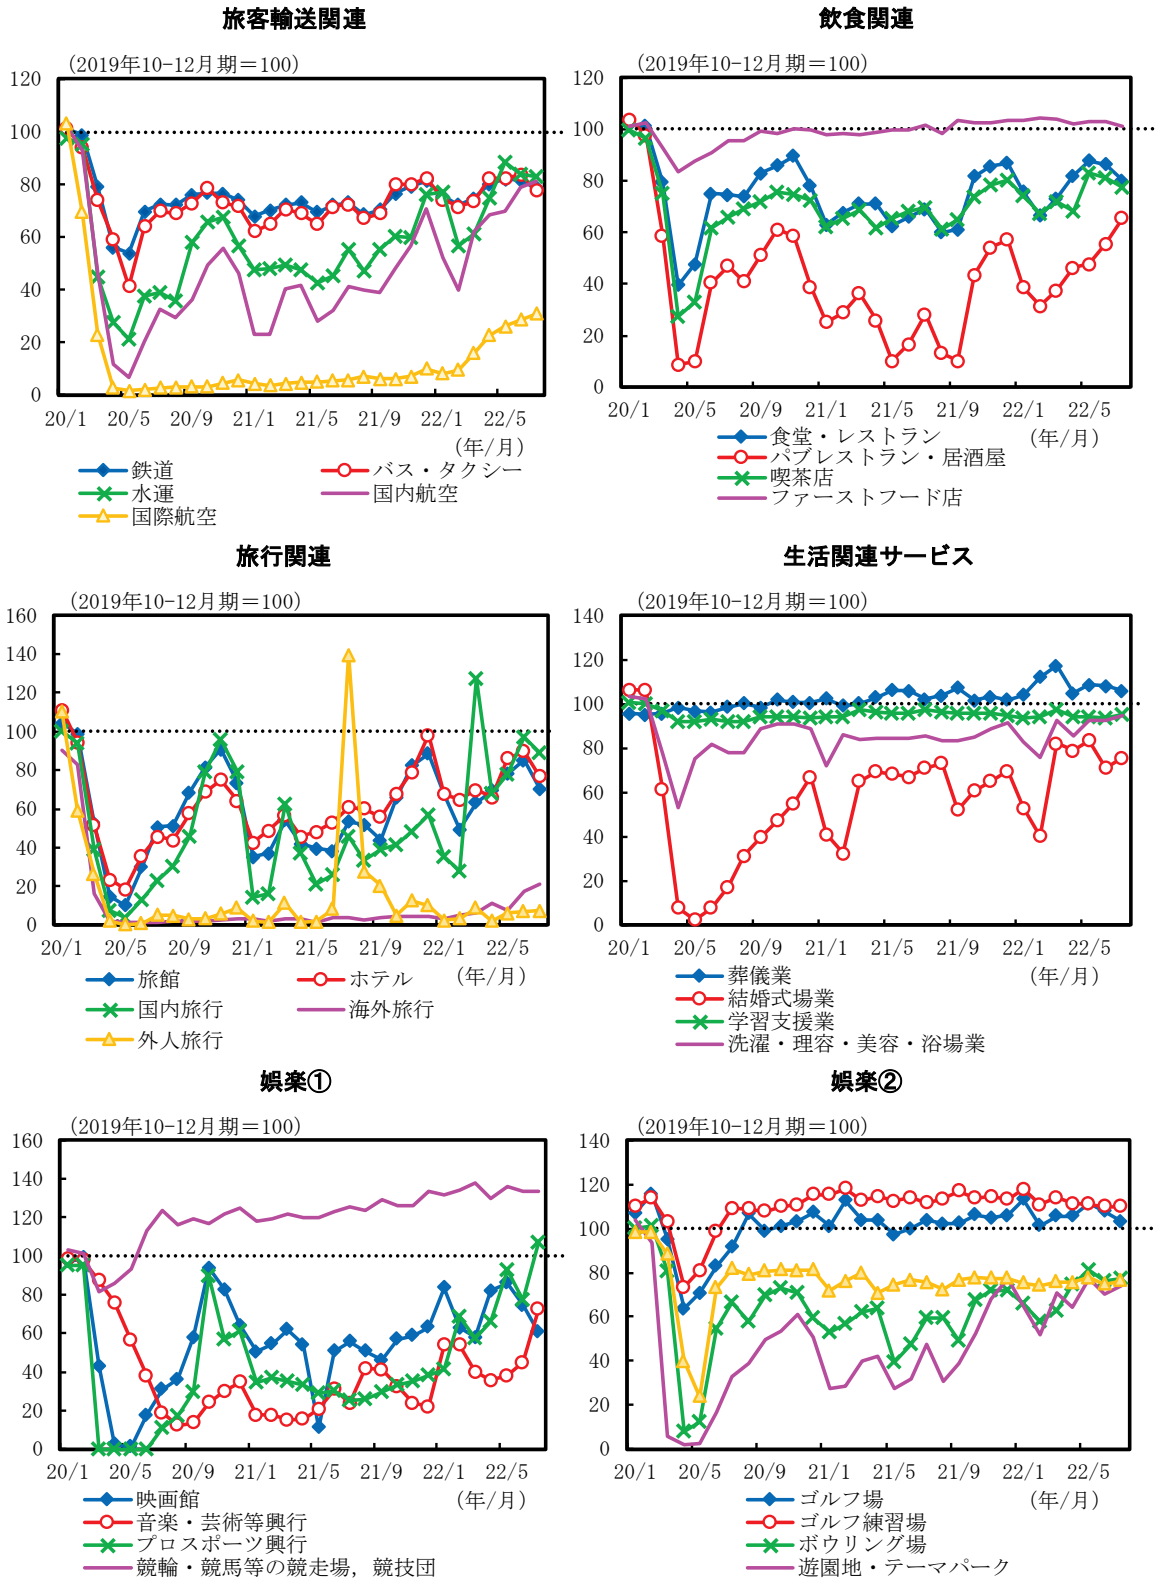 旅客輸送関連
(2019年10-12月期＝100)
120
100
80
60
40
20
0
20/1 20/5 20/9 21/1 21/5 21/9 22/1 22/5
(年/月)
鉄道 バス・タクシー
水運 国内航空
国際航空
飲食関連
(2019年10-12月期＝100)
120
100
80
60
40
20
0
20/1 20/5 20/9 21/1 21/5 21/9 22/1 22/5
(年/月)
食堂・レストラン
パブレストラン・居酒屋
喫茶店
ファーストフード店
旅行関連
(2019年10-12月期＝100)
160
140
120
100
80
60
40
20
0
20/1 20/5 20/9 21/1 21/5 21/9 22/1 22/5
(年/月)
旅館 ホテル
国内旅行 海外旅行
外人旅行
生活関連サービス
(2019年10-12月期＝100)
140
120
100
80
60
40
20
0
20/1 20/5 20/9 21/1 21/5 21/9 22/1 22/5
(年/月)
葬儀業
結婚式場業
学習支援業
洗濯・理容・美容・浴場業
娯楽①
(2019年10-12月期＝100)
160
140
120
100
80
60
40
20
0
20/1 20/5 20/9 21/1 21/5 21/9 22/1 22/5
(年/月)
映画館
音楽・芸術等興行
プロスポーツ興行
競輪・競馬等の競走場，競技団
娯楽②
(2019年10-12月期＝100)
140
120
100
80
60
40
20
0
20/1 20/5 20/9 21/1 21/5 21/9 22/1 22/5
(年/月)
ゴルフ場
ゴルフ練習場
ボウリング場
遊園地・テーマパーク